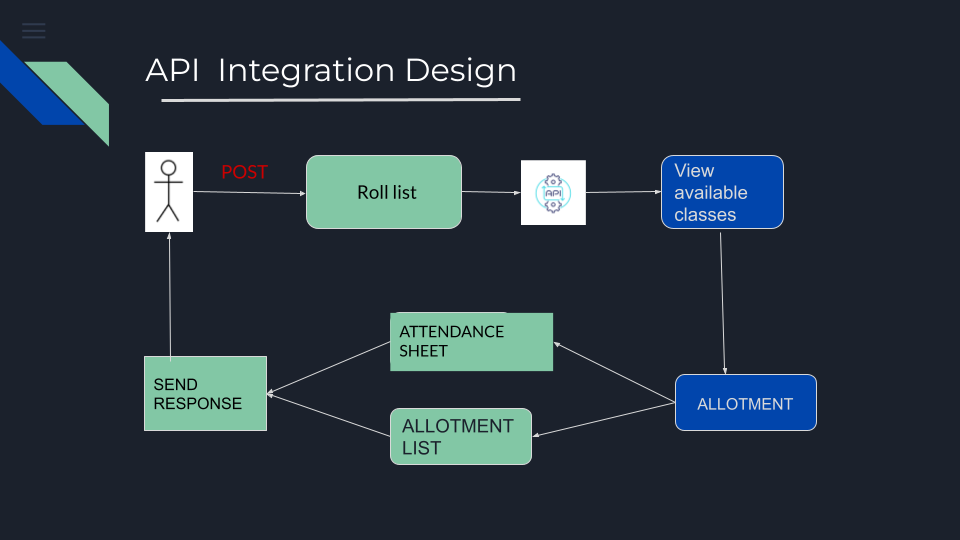 API  Integration Design
POST
Roll list
API
View
available
classes
ATTENDANCE
SHEET
SEND
RESPONSE
ALLOTMENT
LIST
ALLOTMENT